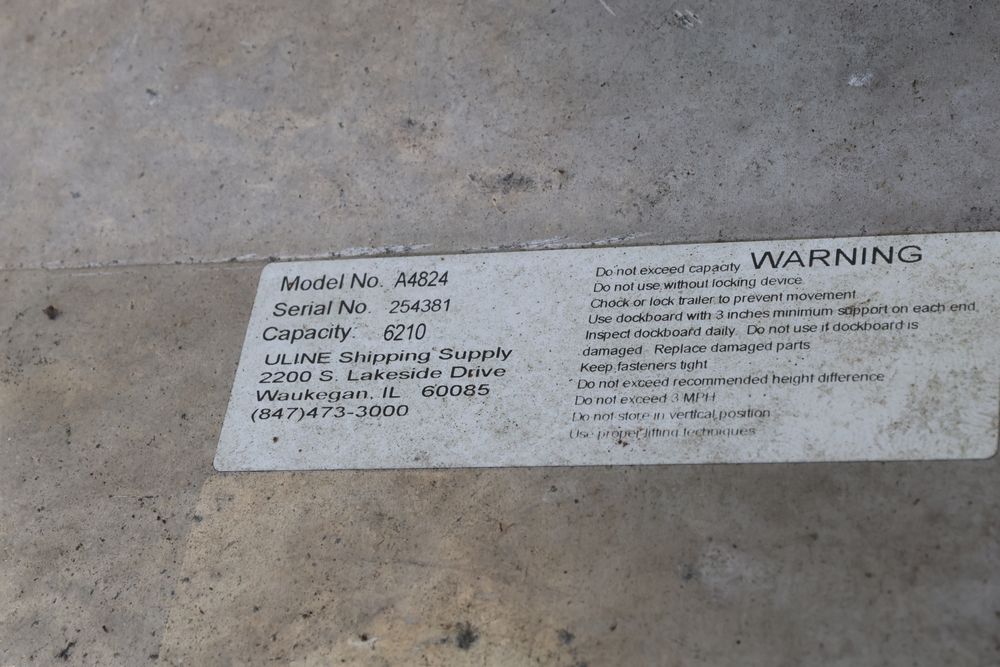 Model No. A4824
Serial No. 254381
Capacity. 6210
ULINE Shipping Supply
2200 S. Lakeside Drive
Waukegan, IL 60085
(847)473-3000
WARNING
Do not exceed capacity
Do not use without locking device
Chock or lock trailer to prevent movement
Use dockboard with 3 inches minimum support on each end
Inspect dockboard daily. Do not use if dockboard is
damaged. Replace damaged parts
Keep fasteners tight
Do not exceed recommended height difference
Do not exceed 3 MPH
Do not store in vertical position
Use proper lifting techniques